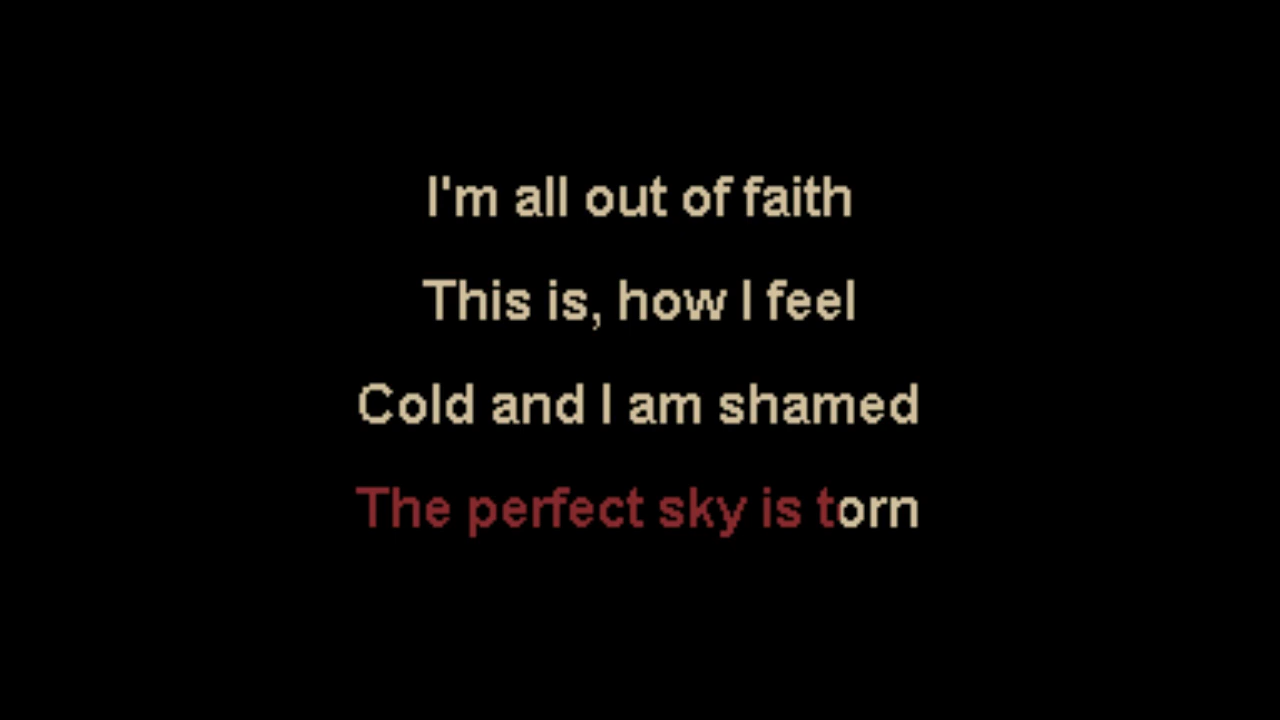 I'm all out of faith
This is, how I feel
Cold and I am shamed
The perfect sky is torn